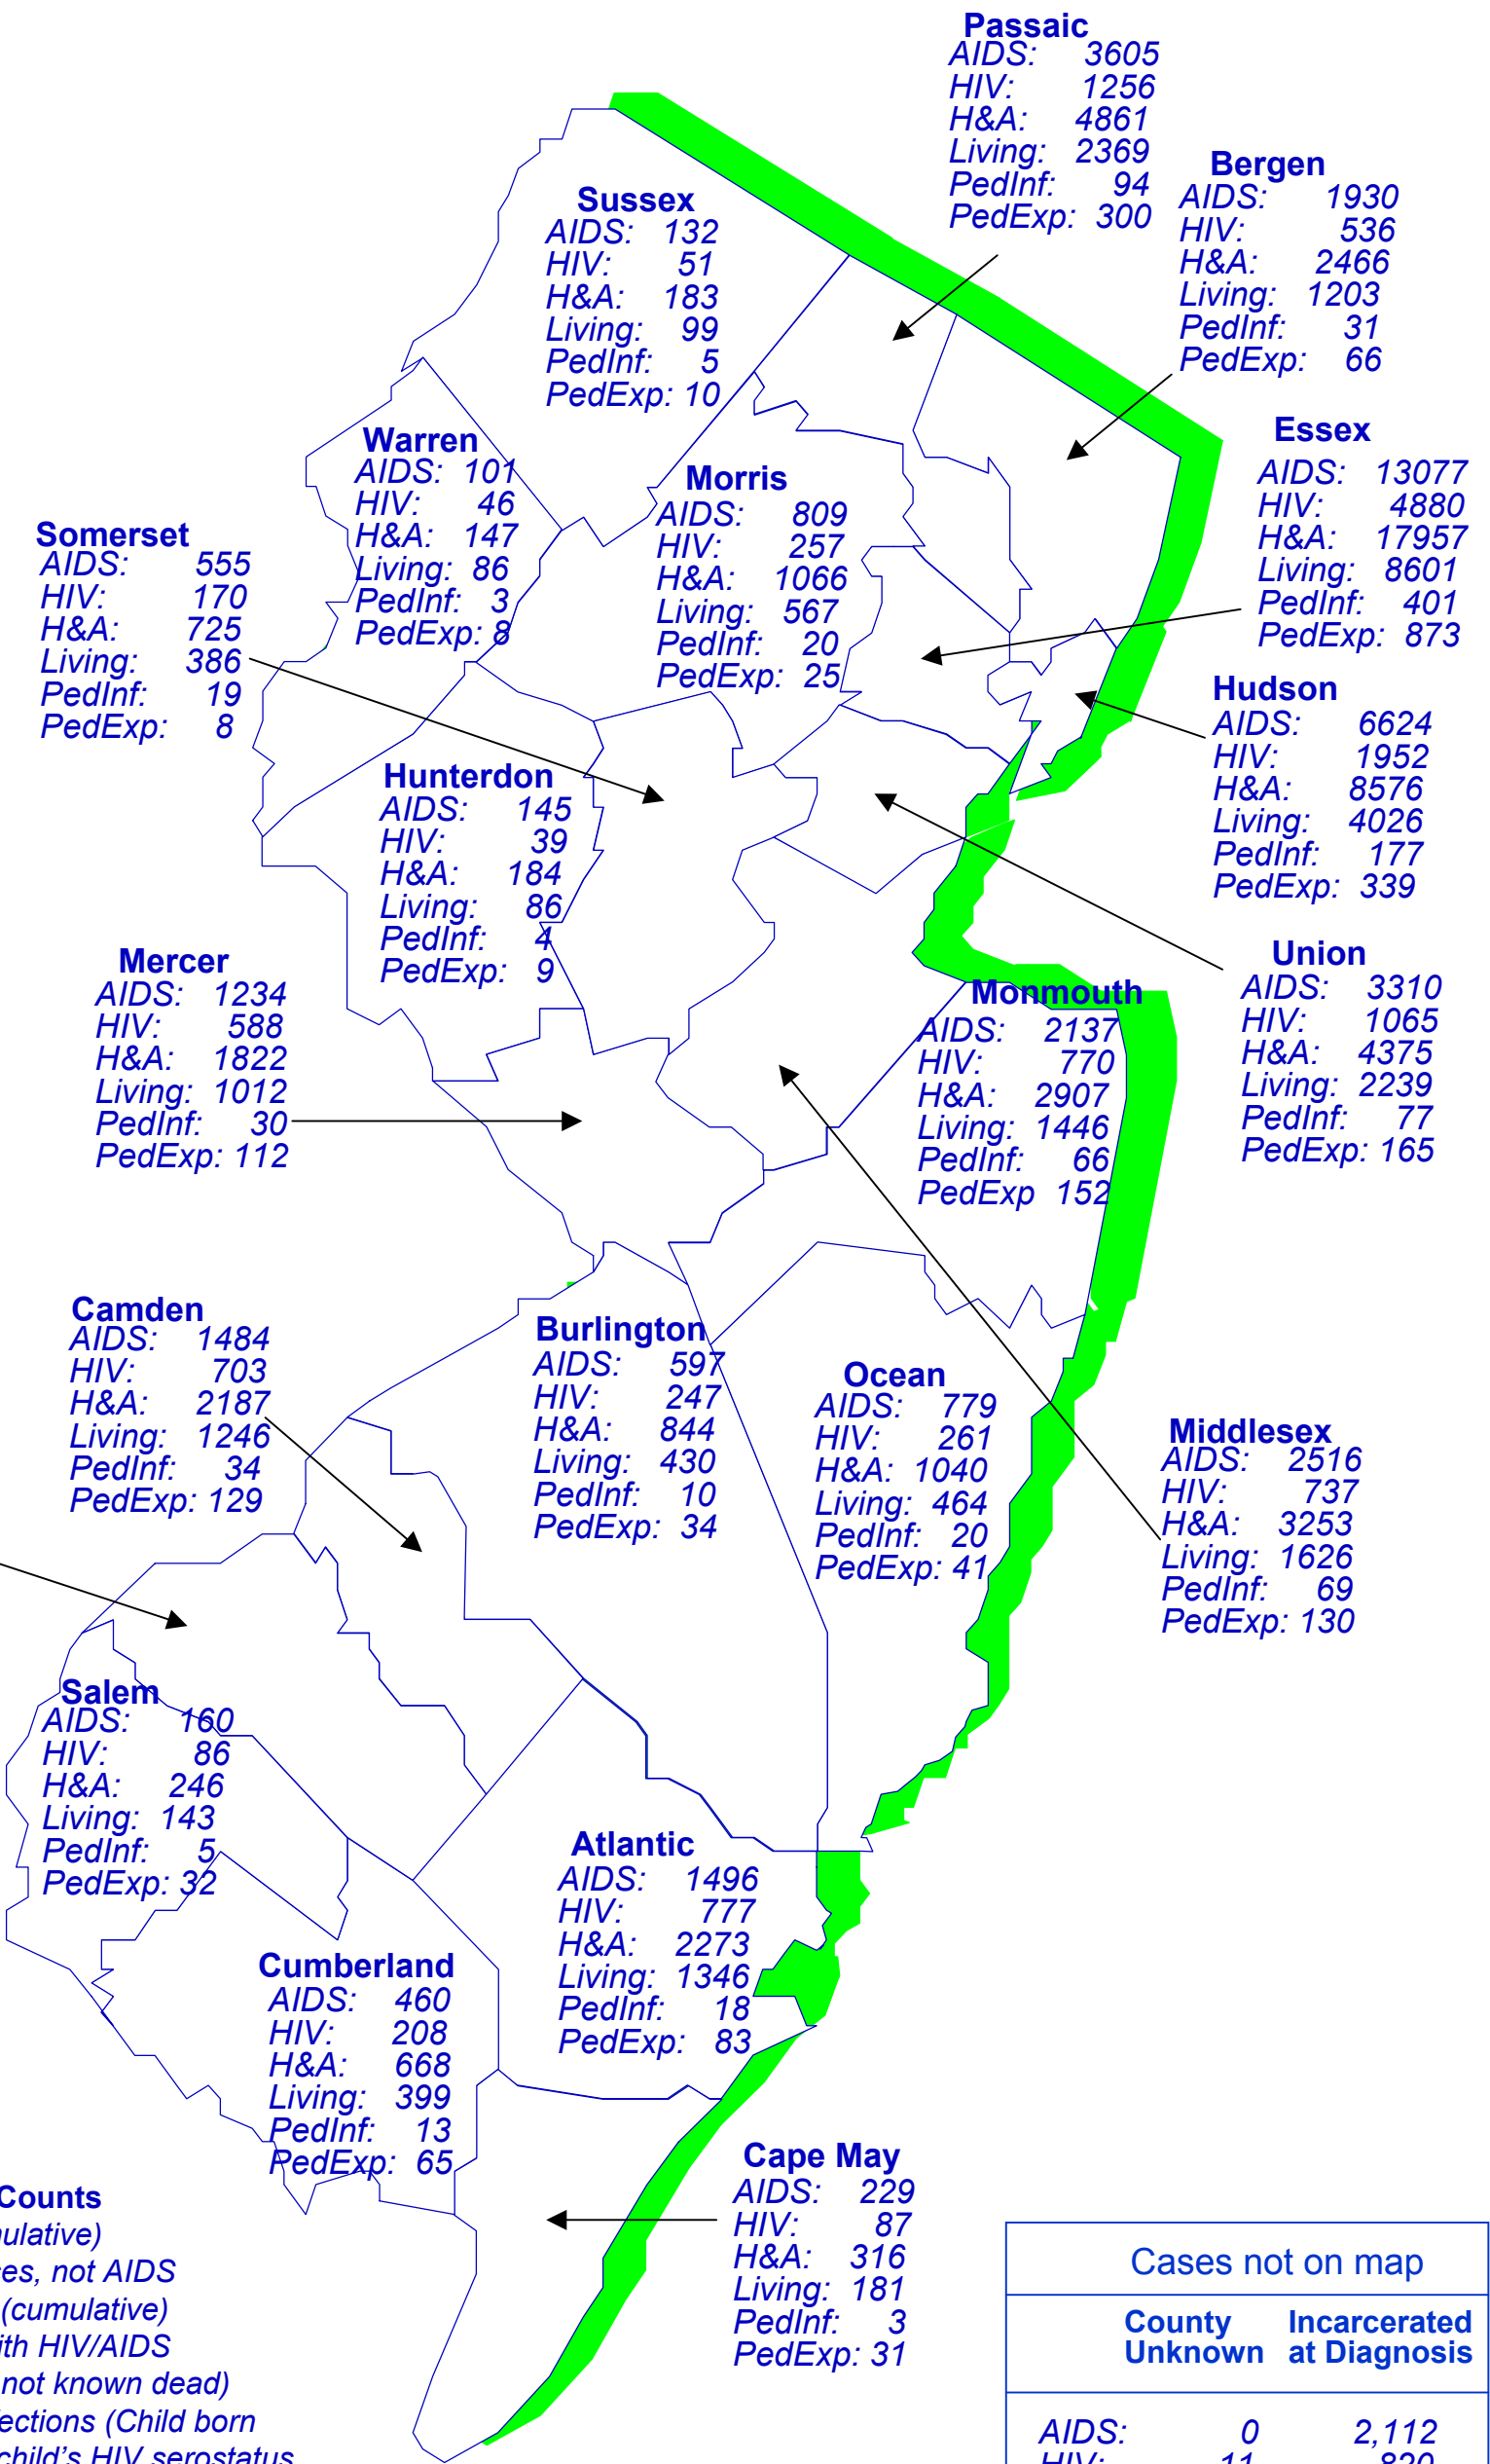 Passaic
AIDS: 3605
HIV: 1256
H&A: 4861
Living: 2369
PedInf: 94
PedExp: 300
Bergen
AIDS: 1930
HIV: 536
H&A: 2466
Living: 1203
PedInf: 31
PedExp: 66
Sussex
AIDS: 132
HIV: 51
H&A: 183
Living: 99
PedInf: 5
PedExp: 10
Essex
AIDS: 13077
HIV: 4880
H&A: 17957
Living: 8601
PedInf: 401
PedExp: 873
Warren
AIDS: 101
HIV: 46
H&A: 147
Living: 86
PedInf: 3
PedExp: 8
Morris
AIDS: 809
HIV: 257
H&A: 1066
Living: 567
PedInf: 20
PedExp: 25
Somerset
AIDS: 555
HIV: 170
H&A: 725
Living: 386
PedInf: 19
PedExp: 8
Hudson
AIDS: 6624
HIV: 1952
H&A: 8576
Living: 4026
PedInf: 177
PedExp: 339
Hunterdon
AIDS: 145
HIV: 39
H&A: 184
Living: 86
PedInf: 4
PedExp: 9
Mercer
AIDS: 1234
HIV: 588
H&A: 1822
Living: 1012
PedInf: 30
PedExp: 112
Union
AIDS: 3310
HIV: 1065
H&A: 4375
Living: 2239
PedInf: 77
PedExp: 165
Monmouth
AIDS: 2137
HIV: 770
H&A: 2907
Living: 1446
PedInf: 66
PedExp 152
Camden
AIDS: 1484
HIV: 703
H&A: 2187
Living: 1246
PedInf: 34
PedExp: 129
Burlington
AIDS: 597
HIV: 247
H&A: 844
Living: 430
PedInf: 10
PedExp: 34
Ocean
AIDS: 779
HIV: 261
H&A: 1040
Living: 464
PedInf: 20
PedExp: 41
Middlesex
AIDS: 2516
HIV: 737
H&A: 3253
Living: 1626
PedInf: 69
PedExp: 130
Salem
AIDS: 160
HIV: 86
H&A: 246
Living: 143
PedInf: 5
PedExp: 32
Atlantic
AIDS: 1496
HIV: 777
H&A: 2273
Living: 1346
PedInf: 18
PedExp: 83
Cumberland
AIDS: 460
HIV: 208
H&A: 668
Living: 399
PedInf: 13
PedExp: 65
Cape May
AIDS: 229
HIV: 87
H&A: 316
Living: 181
PedInf: 3
PedExp: 31
Counts
not AIDS
(cumulative)
HIV/AIDS
not known dead)
(Child born
child's HIV serostatus
Cases not on map
County Incarcerated
Unknown at Diagnosis
AIDS: 0 2,112
HIV: 11 820